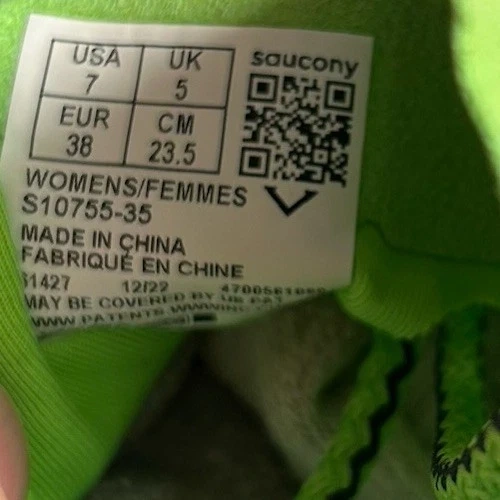 USA 7 UK 5
EUR 38 CM 23.5
saucony
WOMENS/FEMMES
S10755-35
MADE IN CHINA
FABRIQUÉ EN CHINE
1427 12/22
MAY BE COVERED BY US PAT